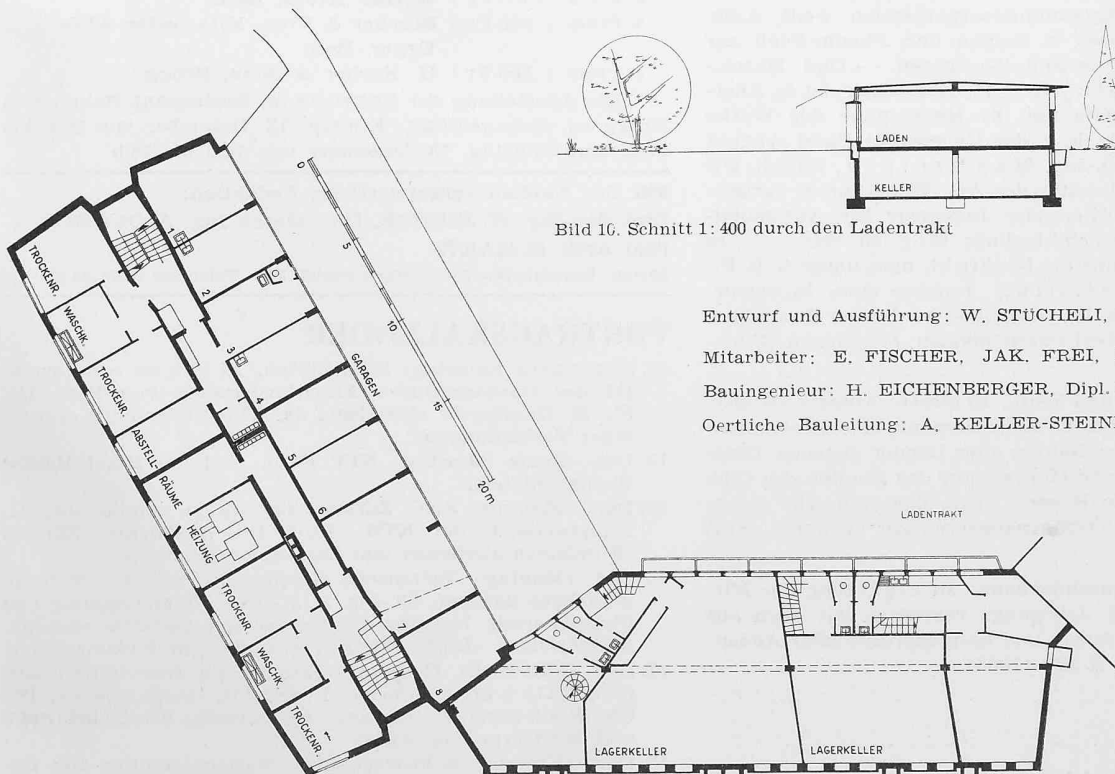 LADEN
KELLER
Bild 10. Schnitt 1:400 durch den Ladentrakt
Entwurf und Ausführung: W. STÜCHELI,
Mitarbeiter: E. FISCHER, JAK. FREI,
Bauingenieur: H. EICHENBERGER, Dipl.
Oertliche Bauleitung: A. KELLER-STEIN
TROCKENR.
WASCHK.
TROCKENR.
ABSTELL-
RÄUME
HEIZUNG
TROCKENR.
WASCHK.
TROCKENR.
1
2
3
4
5
6
7
8
GARAGEN
0
5
10
15
20 m
LADENTRAKT
LAGERKELLER
LAGERKELLER